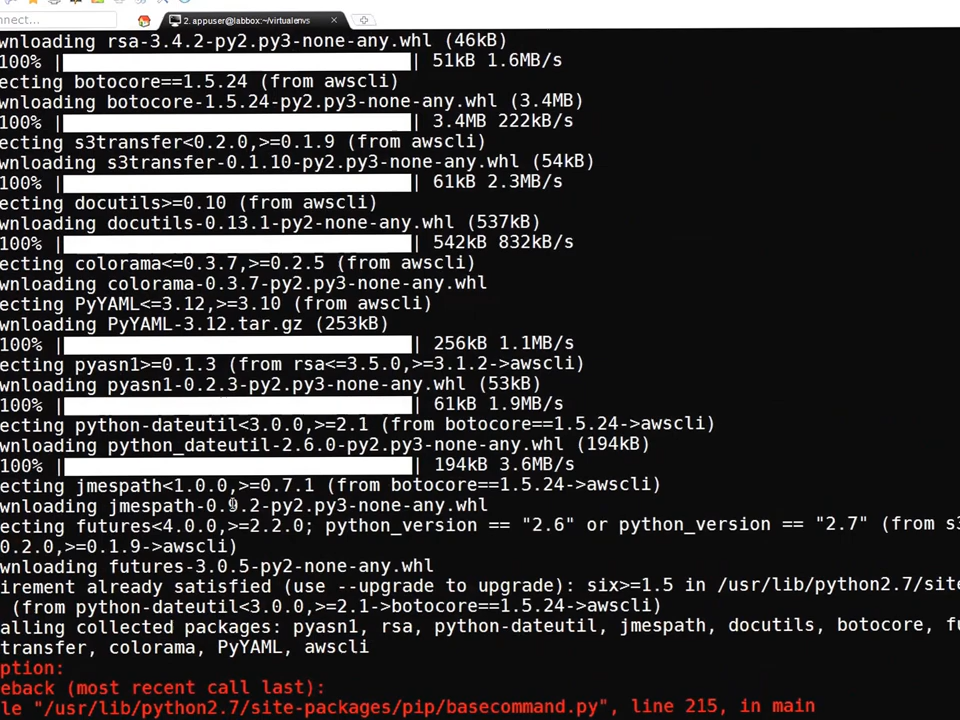 nnect...
2. appuser@labbox:~/virtualenvs
wnloading rsa-3.4.2-py2.py3-none-any.whl (46kB)
100% | | 51kB 1.6MB/s
ecting botocore==1.5.24 (from awscli)
wnloading botocore-1.5.24-py2.py3-none-any.whl (3.4MB)
100% | | 3.4MB 222kB/s
ecting s3transfer<0.2.0,>=0.1.9 (from awscli)
wnloading s3transfer-0.1.10-py2.py3-none-any.whl (54kB)
100% | | 61kB 2.3MB/s
ecting docutils>=0.10 (from awscli)
wnloading docutils-0.13.1-py2-none-any.whl (537kB)
100% | | 542kB 832kB/s
ecting colorama<=0.3.7,>=0.2.5 (from awscli)
wnloading colorama-0.3.7-py2.py3-none-any.whl
ecting PyYAML<=3.12,>=3.10 (from awscli)
wnloading PyYAML-3.12.tar.gz (253kB)
100% | | 256kB 1.1MB/s
ecting pyasn1>=0.1.3 (from rsa<=3.5.0,>=3.1.2->awscli)
wnloading pyasn1-0.2.3-py2.py3-none-any.whl (53kB)
100% | | 61kB 1.9MB/s
ecting python-dateutil<3.0.0,>=2.1 (from botocore==1.5.24->awscli)
wnloading python_dateutil-2.6.0-py2.py3-none-any.whl (194kB)
100% | | 194kB 3.6MB/s
ecting jmespath<1.0.0,>=0.7.1 (from botocore==1.5.24->awscli)
wnloading jmespath-0.9.2-py2.py3-none-any.whl
ecting futures<4.0.0,>=2.2.0; python_version == "2.6" or python_version == "2.7" (from s3
0.2.0,>=0.1.9->awscli)
wnloading futures-3.0.5-py2-none-any.whl
irement already satisfied (use --upgrade to upgrade): six>=1.5 in /usr/lib/python2.7/site
(from python-dateutil<3.0.0,>=2.1->botocore==1.5.24->awscli)
alling collected packages: pyasn1, rsa, python-dateutil, jmespath, docutils, botocore, fu
transfer, colorama, PyYAML, awscli
ption:
eback (most recent call last):
le "/usr/lib/python2.7/site-packages/pip/basecommand.py", line 215, in main